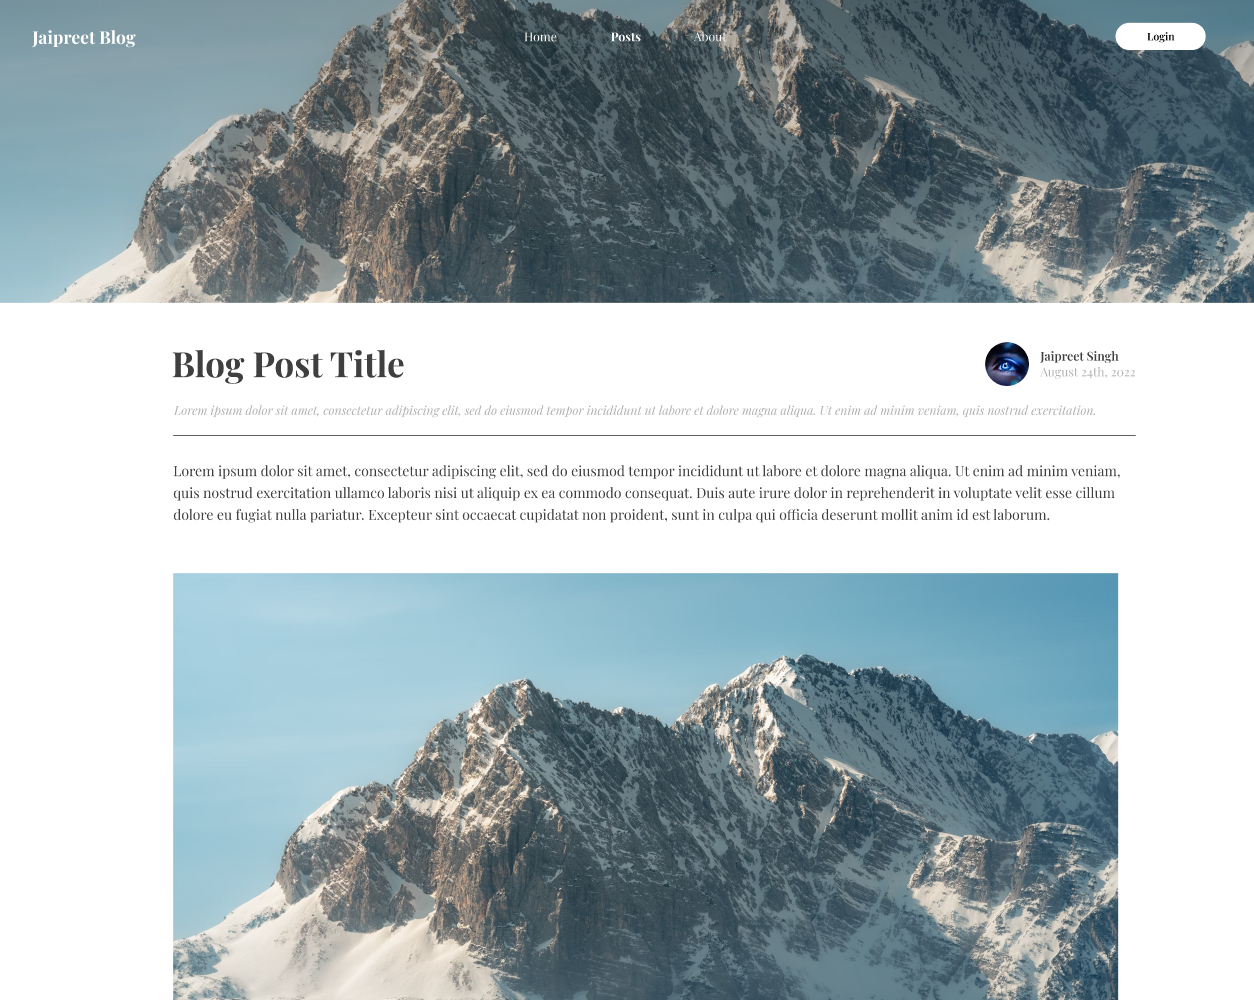 Jaipreet Blog
Home
Posts
About
Login
Blog Post Title
Jaipreet Singh
August 24th, 2022
Lorem ipsum dolor sit amet, consectetur adipiscing elit, sed do eiusmod tempor incididunt ut labore et dolore magna aliqua. Ut enim ad minim veniam, quis nostrud exercitation.
Lorem ipsum dolor sit amet, consectetur adipiscing elit, sed do eiusmod tempor incididunt ut labore et dolore magna aliqua. Ut enim ad minim veniam,
quis nostrud exercitation ullamco laboris nisi ut aliquip ex ea commodo consequat. Duis aute irure dolor in reprehenderit in voluptate velit esse cillum
dolore eu fugiat nulla pariatur. Excepteur sint occaecat cupidatat non proident, sunt in culpa qui officia deserunt mollit anim id est laborum.